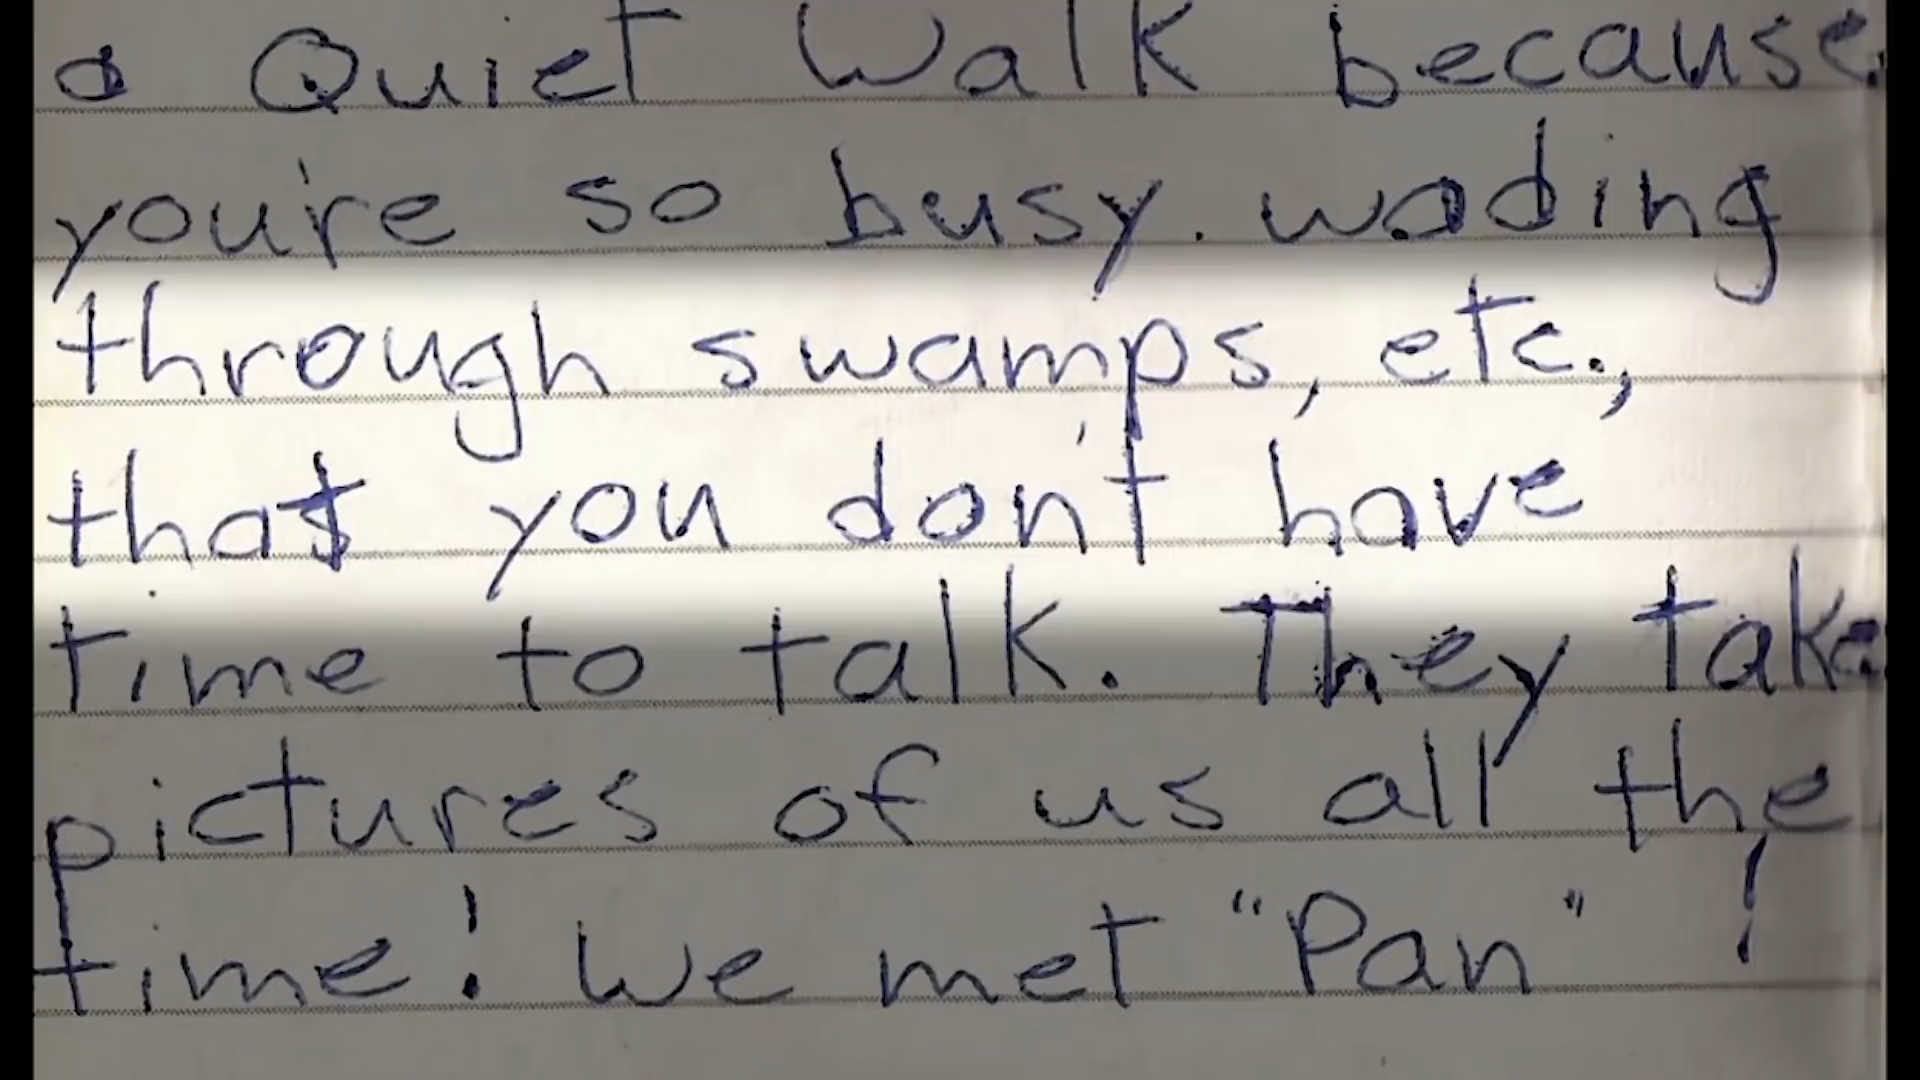 a Quiet Walk because
you're so busy. wading
through swamps, etc.,
that you don't have
time to talk. They take
pictures of us all the
time! We met "Pan" !